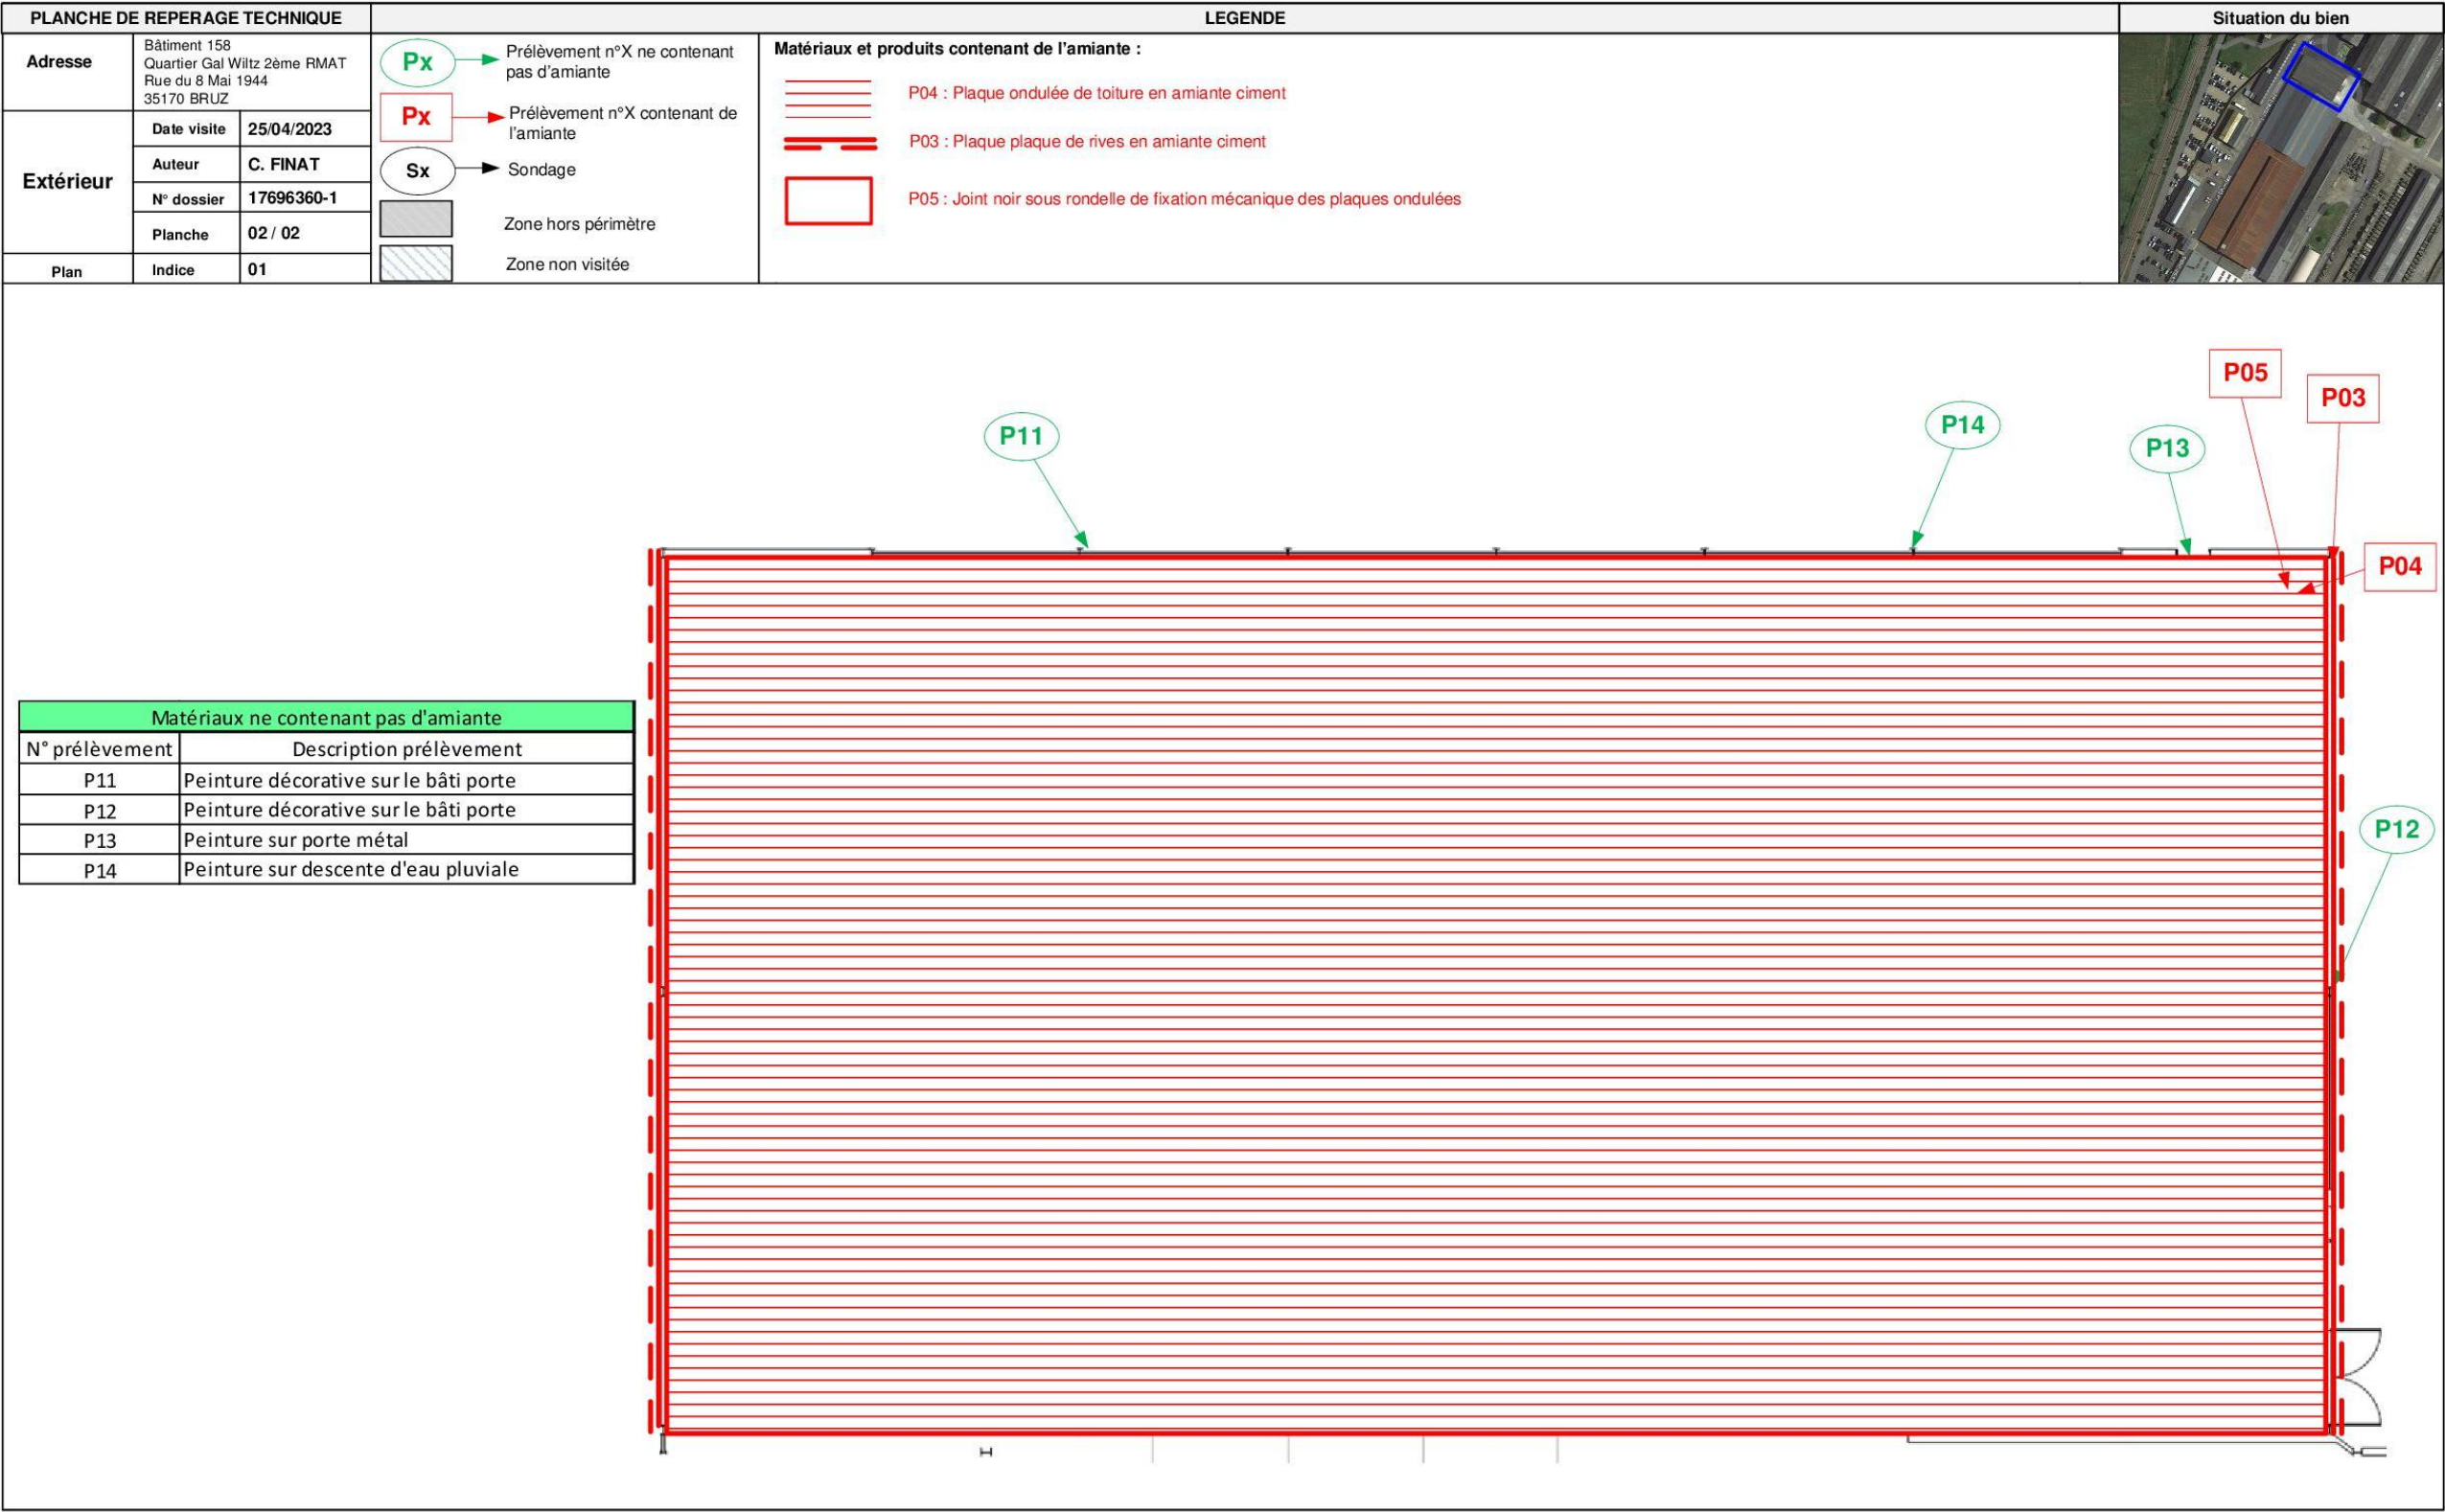 PLANCHE DE REPERAGE TECHNIQUE
LEGENDE
Situation du bien
Adresse
Bâtiment 158
Quartier Gal Wiltz 2ème RMAT
Rue du 8 Mai 1944
35170 BRUZ
Extérieur
Date visite
25/04/2023
Auteur
C. FINAT
N° dossier
17696360-1
Planche
02 / 02
Plan
Indice
01
Px
Prélèvement n°X ne contenant
pas d'amiante
Px
Prélèvement n°X contenant de
l'amiante
Sx
Sondage
Zone hors périmètre
Zone non visitée
Matériaux et produits contenant de l'amiante :
P04 : Plaque ondulée de toiture en amiante ciment
P03 : Plaque plaque de rives en amiante ciment
P05 : Joint noir sous rondelle de fixation mécanique des plaques ondulées
P05
P03
P14
P11
P13
P04
Matériaux ne contenant pas d'amiante
N° prélèvement
Description prélèvement
P11
Peinture décorative sur le bâti porte
P12
Peinture décorative sur le bâti porte
P13
Peinture sur porte métal
P14
Peinture sur descente d'eau pluviale
P12